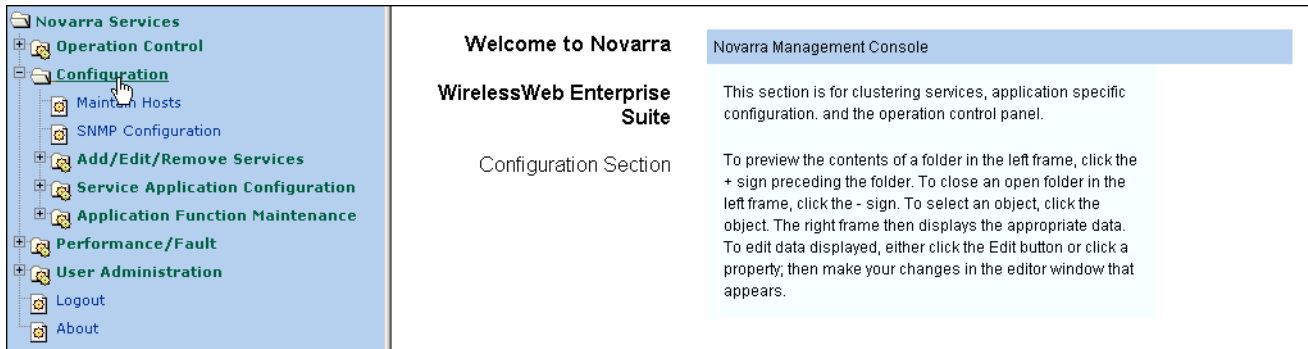 Novarra Services
Operation Control
Configuration
Maintain Hosts
SNMP Configuration
Add/Edit/Remove Services
Service Application Configuration
Application Function Maintenance
Performance/Fault
User Administration
Logout
About
Welcome to Novarra
WirelessWeb Enterprise
Suite
Configuration Section
Novarra Management Console
This section is for clustering services, application specific
configuration. and the operation control panel.
To preview the contents of a folder in the left frame, click the
+ sign preceding the folder. To close an open folder in the
left frame, click the - sign. To select an object, click the
object. The right frame then displays the appropriate data.
To edit data displayed, either click the Edit button or click a
property; then make your changes in the editor window that
appears.